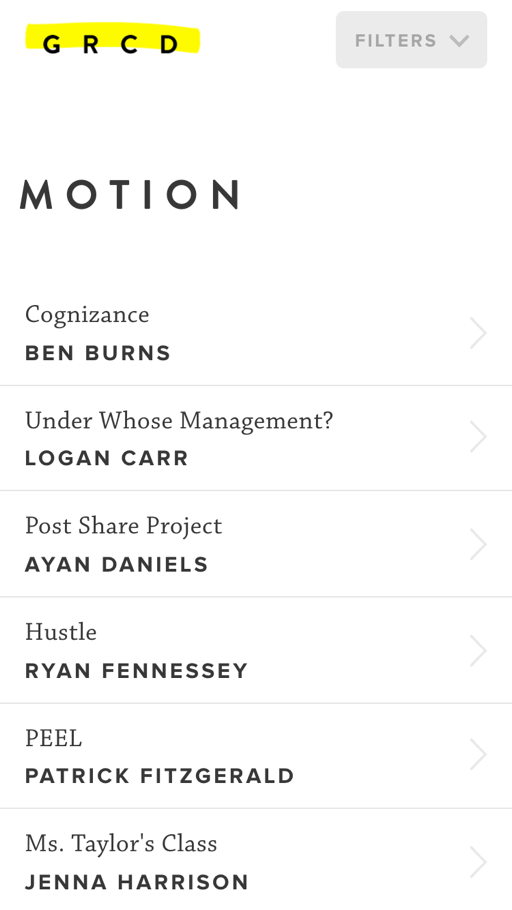 G R C D
FILTERS
MOTION
Cognizance
BEN BURNS
Under Whose Management?
LOGAN CARR
Post Share Project
AYAN DANIELS
Hustle
RYAN FENNESSEY
PEEL
PATRICK FITZGERALD
Ms. Taylor's Class
JENNA HARRISON